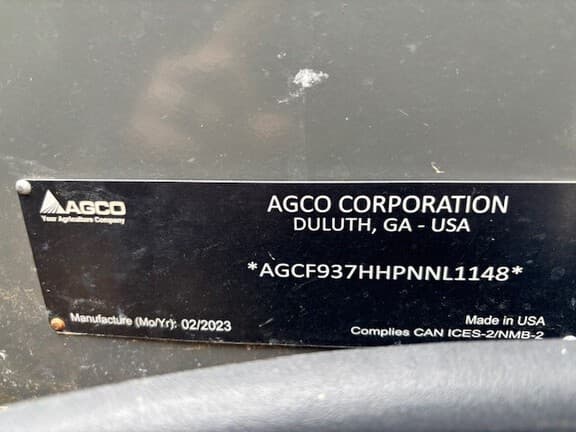 AGCO
Your Agriculture Company
AGCO CORPORATION
DULUTH, GA - USA
*AGCF937HHPNNL1148*
Manufacture (Mo/Yr): 02/2023
Made in USA
Complies CAN ICES-2/NMB-2